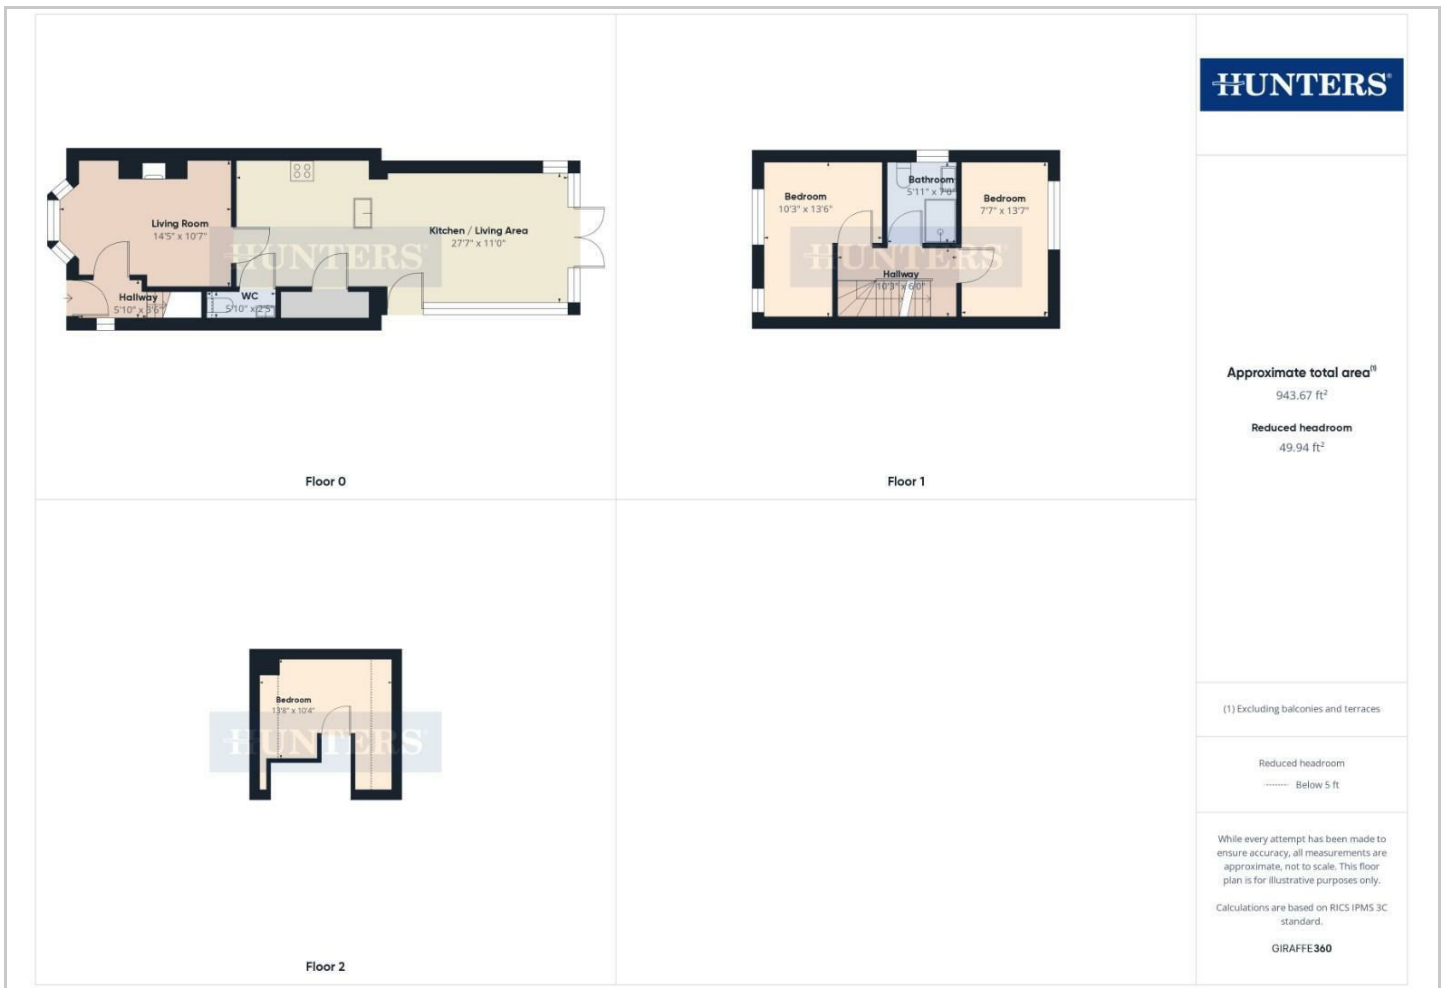 HUNTERS®
Living Room
14'5" x 10'7"
Kitchen / Living Area
27'7" x 11'0"
HUNTERS
Hallway
5'10" x 3'6"
WC
5'10" x 2'5"
Floor 0
Bedroom
10'3" x 13'6"
Bathroom
5'11" x 7'0"
Bedroom
7'7" x 13'7"
HUNTERS
Hallway
10'3" x 6'0"
Floor 1
Bedroom
13'8" x 10'4"
HUNTERS
Floor 2
Approximate total area(1)
943.67 ft²
Reduced headroom
49.94 ft²
(1) Excluding balconies and terraces
Reduced headroom
Below 5 ft
While every attempt has been made to
ensure accuracy, all measurements are
approximate, not to scale. This floor
plan is for illustrative purposes only.
Calculations are based on RICS IPMS 3C
standard.
GIRAFFE360